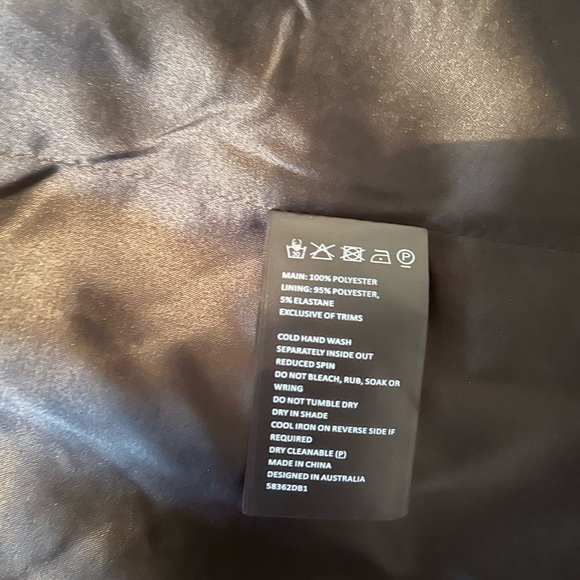 30 P
MAIN: 100% POLYESTER
LINING: 95% POLYESTER,
5% ELASTANE
EXCLUSIVE OF TRIMS
COLD HAND WASH
SEPARATELY INSIDE OUT
REDUCED SPIN
DO NOT BLEACH, RUB, SOAK OR
WRING
DO NOT TUMBLE DRY
DRY IN SHADE
COOL IRON ON REVERSE SIDE IF
REQUIRED
DRY CLEANABLE (P)
MADE IN CHINA
DESIGNED IN AUSTRALIA
58362DB1